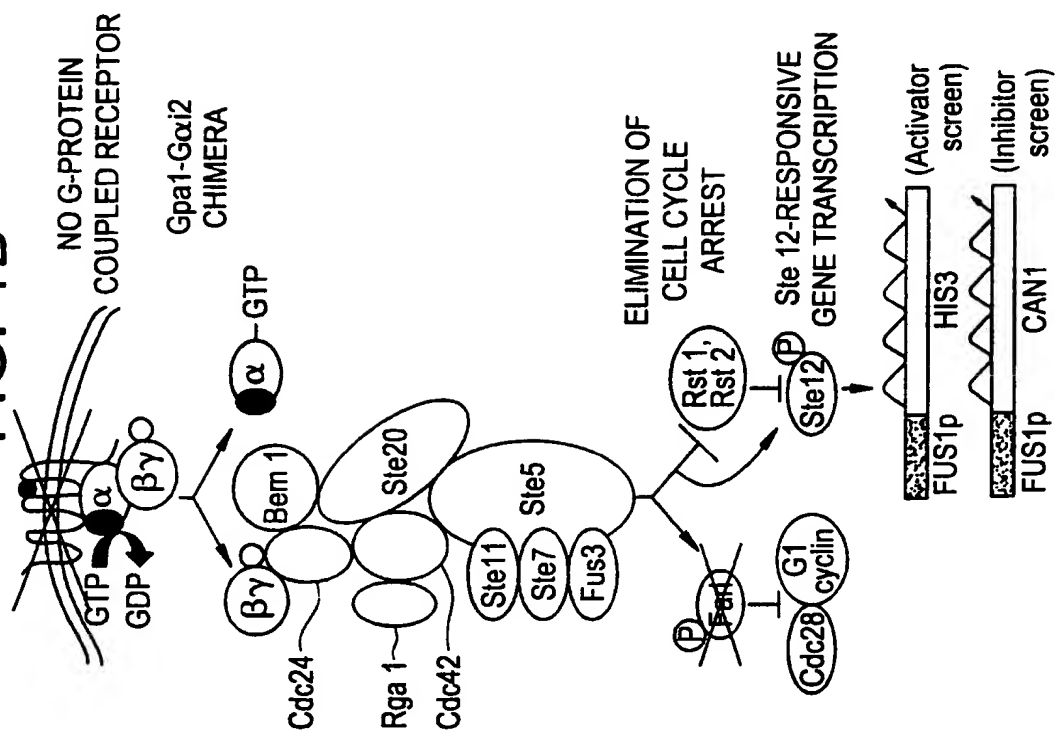 NO G-PROTEIN
COUPLED RECEPTOR
GTP
GDP
α
βγ
Gpa1-Gαi2
CHIMERA
α
GTP
βγ
Bem 1
Cdc24
Ste20
Rga 1
Cdc42
Ste5
Ste11
Ste7
Fus3
ELIMINATION OF
CELL CYCLE
ARREST
Rst 1,
Rst 2
P
P
Cdc28
G1
cyclin
Ste12
Ste 12-RESPONSIVE
GENE TRANSCRIPTION
FUS1p
HIS3
(Activator
screen)
FUS1p
CAN1
(Inhibitor
screen)